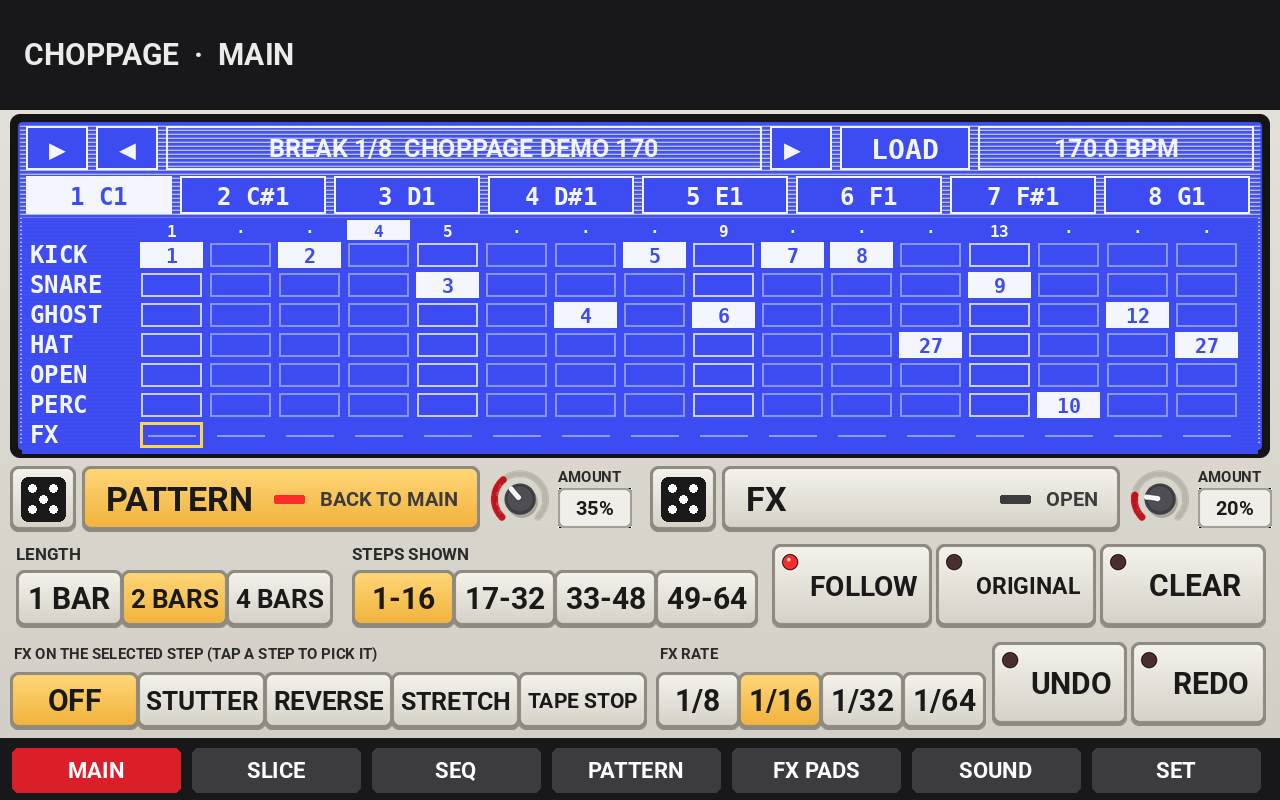 CHOPPAGE · MAIN
▶ ◀ BREAK 1/8 CHOPPAGE DEMO 170 ▶ LOAD 170.0 BPM
1 C1 2 C#1 3 D1 4 D#1 5 E1 6 F1 7 F#1 8 G1
1 · · 4 5 · · · 9 · · · 13 · · ·
KICK 1 2 5 7 8
SNARE 3 9
GHOST 4 6 12
HAT 27 27
OPEN
PERC 10
FX
PATTERN BACK TO MAIN AMOUNT 35% FX OPEN AMOUNT 20%
LENGTH STEPS SHOWN
1 BAR 2 BARS 4 BARS 1-16 17-32 33-48 49-64 FOLLOW ORIGINAL CLEAR
FX ON THE SELECTED STEP (TAP A STEP TO PICK IT) FX RATE
OFF STUTTER REVERSE STRETCH TAPE STOP 1/8 1/16 1/32 1/64 UNDO REDO
MAIN SLICE SEQ PATTERN FX PADS SOUND SET